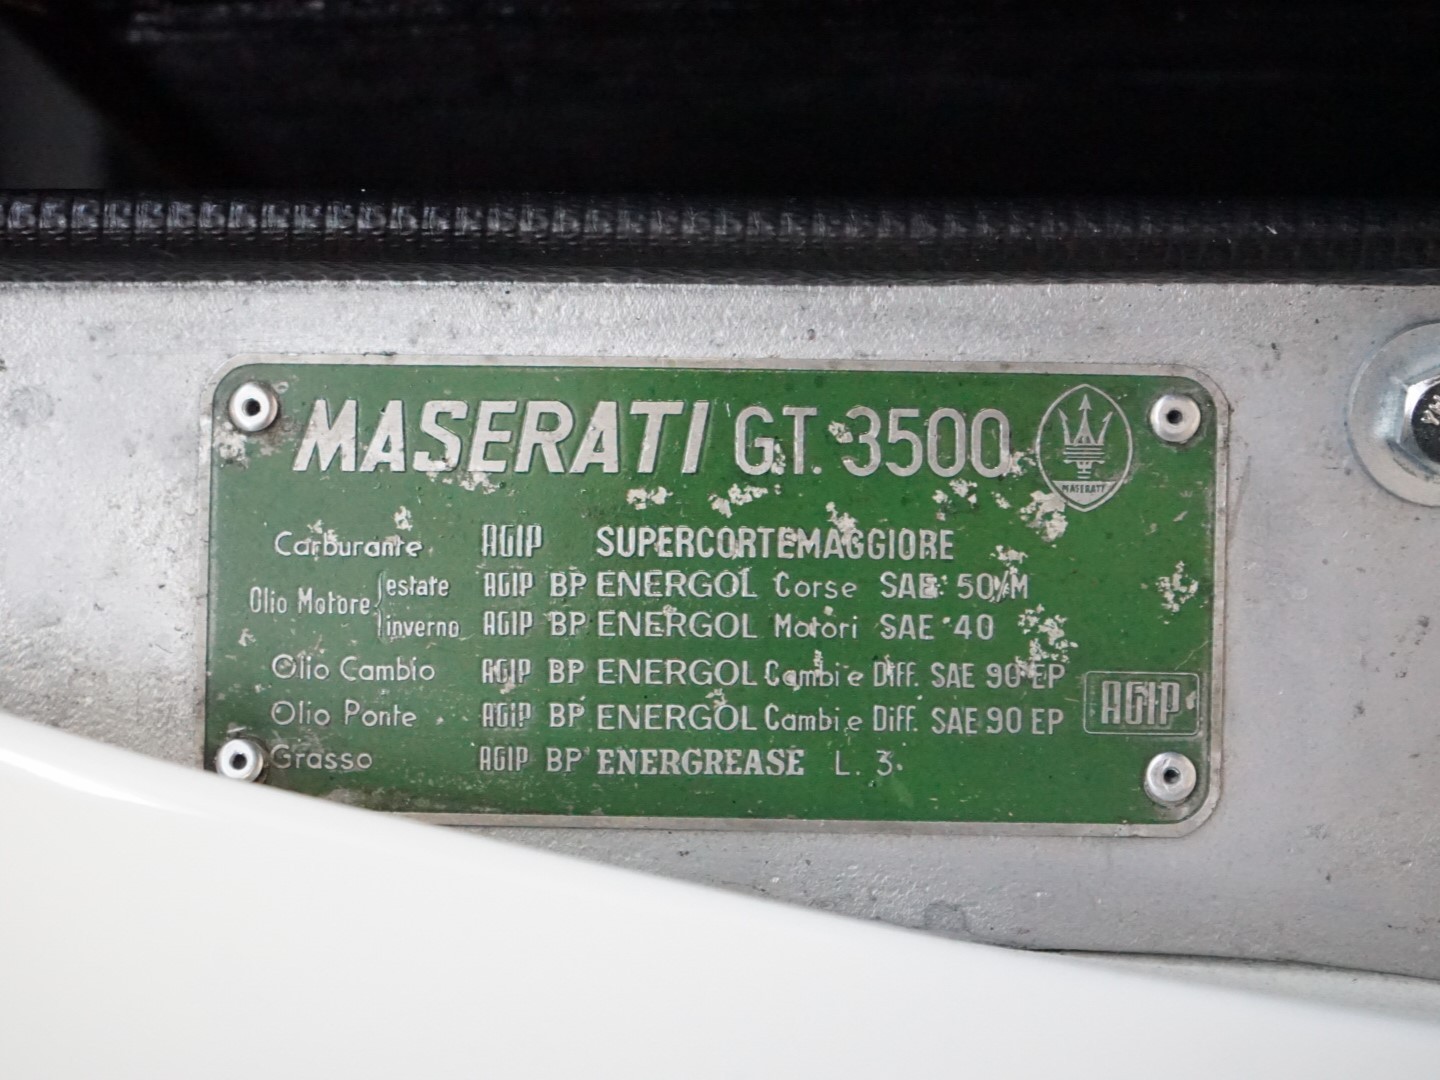 MASERATI GT. 3500
MASERATI
Carburante AGIP SUPERCORTEMAGGIORE
Olio Motore estate AGIP BP ENERGOL Corse SAE 50/M
inverno AGIP BP ENERGOL Motori SAE 40
Olio Cambio AGIP BP ENERGOL Cambi e Diff. SAE 90 EP
Olio Ponte AGIP BP ENERGOL Cambi e Diff. SAE 90 EP
AGIP
Grasso AGIP BP ENERGREASE L. 3.